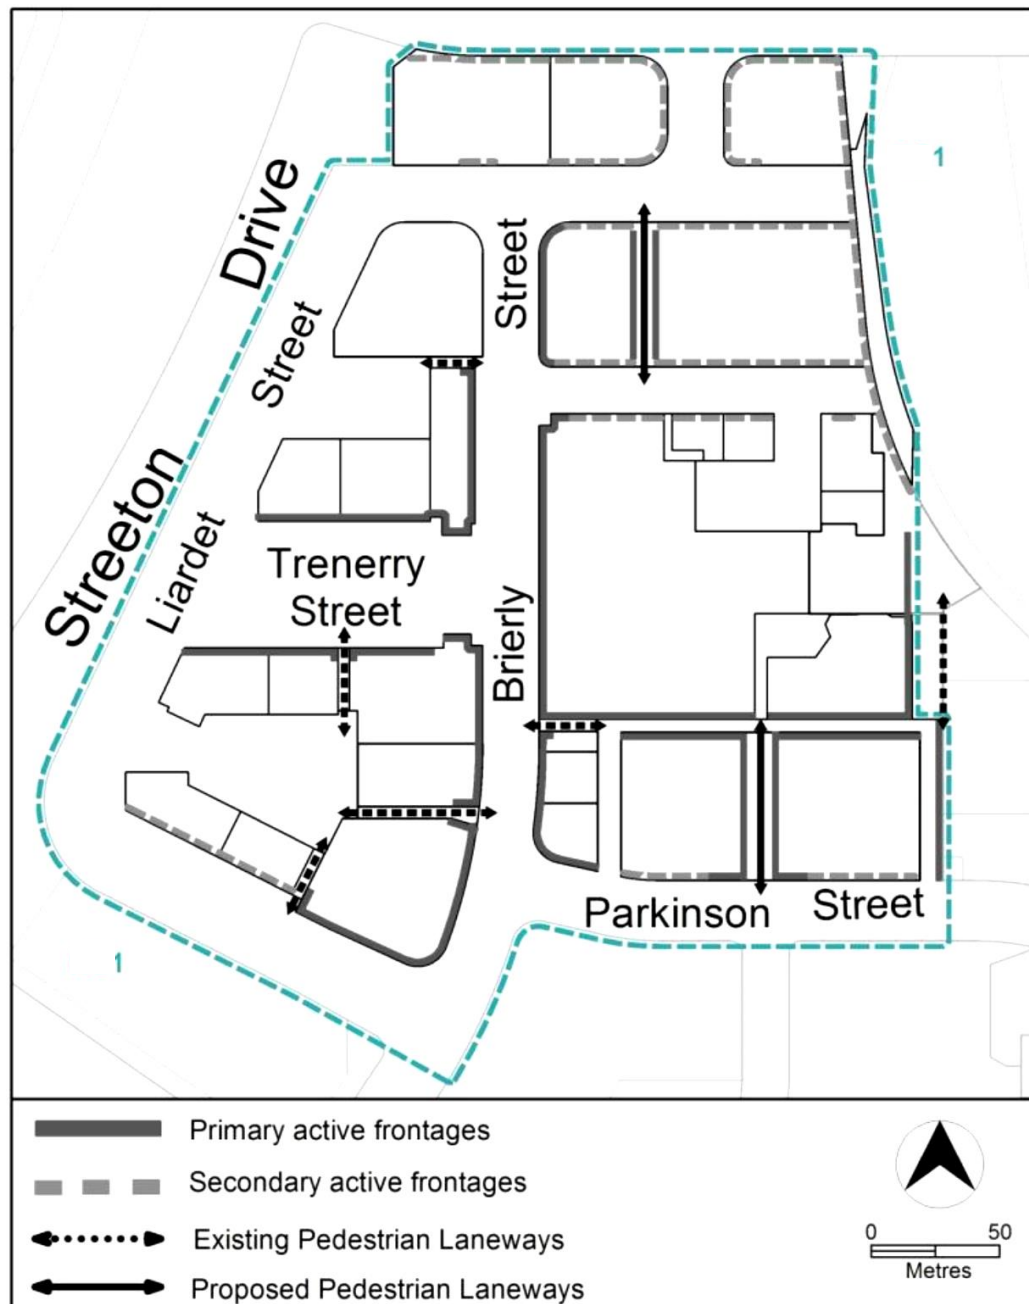 1
Drive
Street
Street
Streeton
Liardet
Trenerry
Street
Brierly
Parkinson Street
1
Primary active frontages
Secondary active frontages
Existing Pedestrian Laneways
Proposed Pedestrian Laneways
0 50
Metres